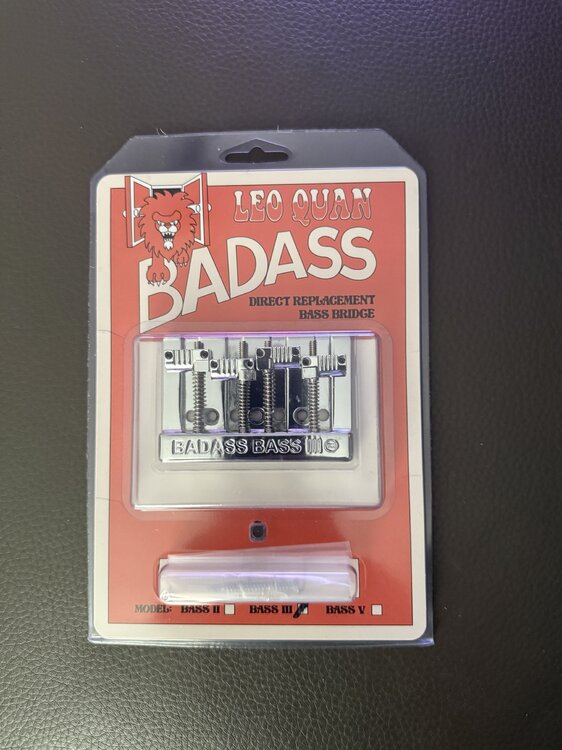 LEO QUAN
BADASS
DIRECT REPLACEMENT
BASS BRIDGE
BADASS BASS III
MODEL: BASS II BASS III BASS V